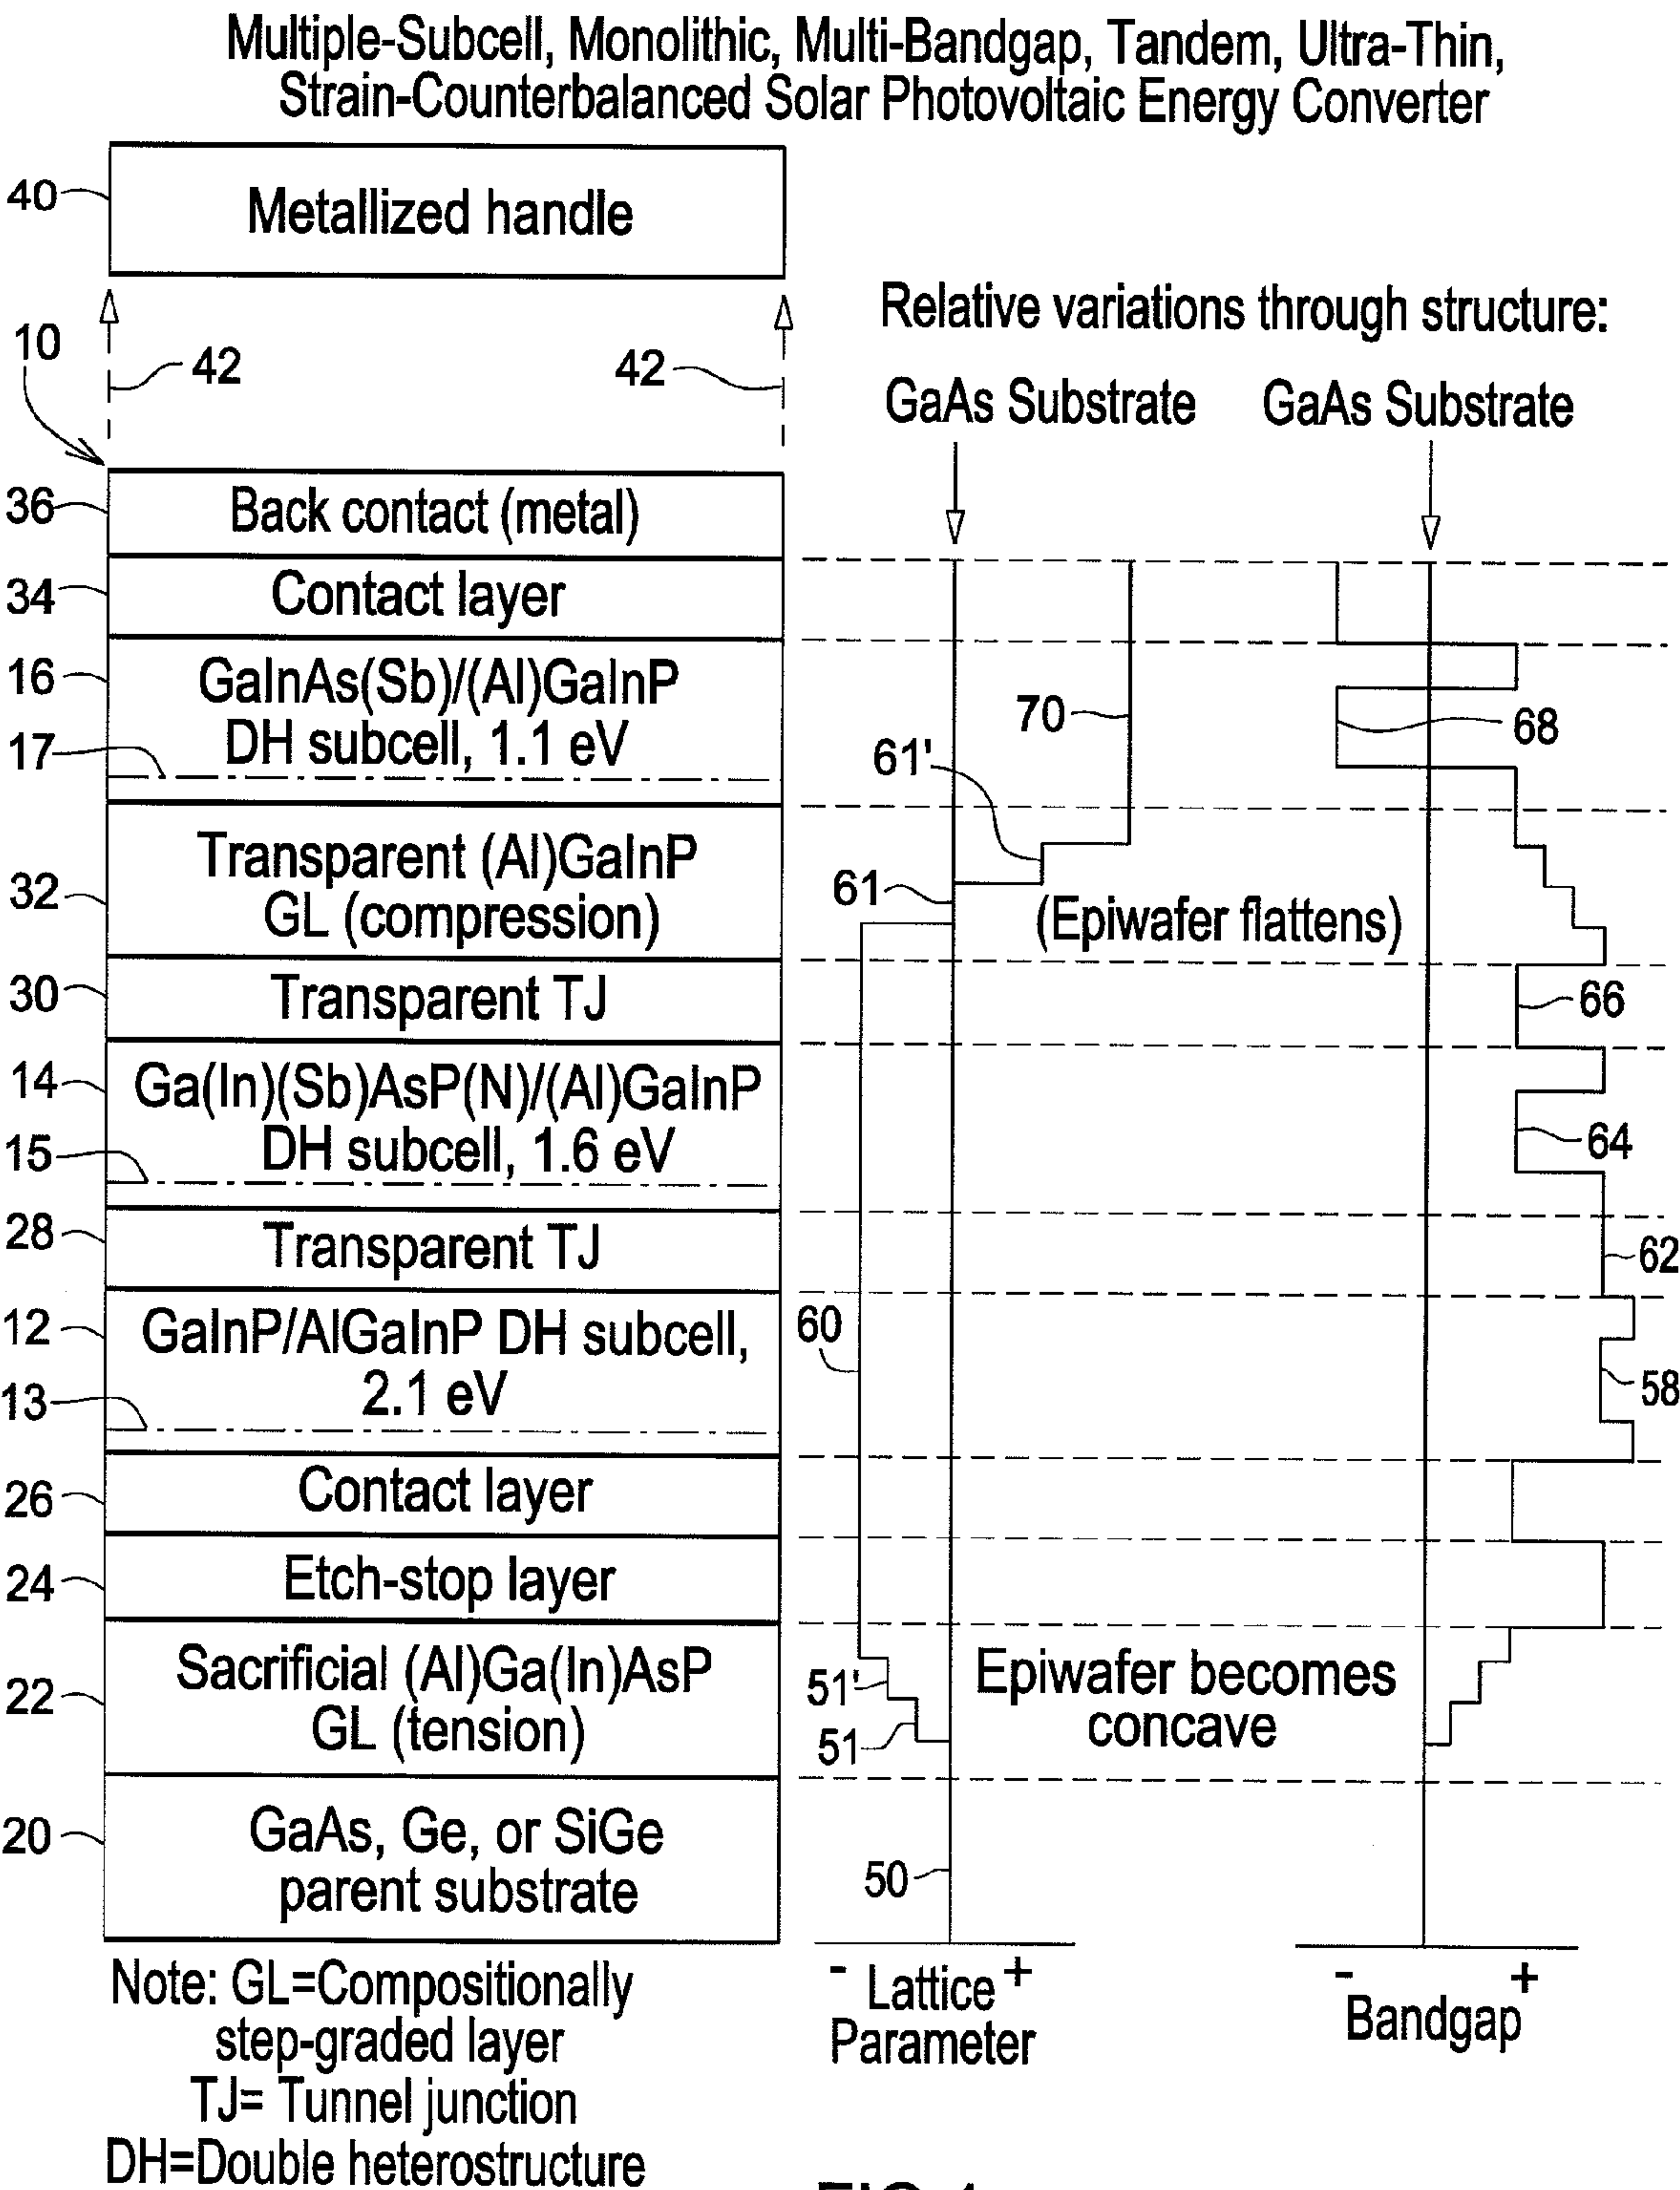 Multiple-Subcell, Monolithic, Multi-Bandgap, Tandem, Ultra-Thin,
Strain-Counterbalanced Solar Photovoltaic Energy Converter
40
Metallized handle
Relative variations through structure:
10
42
42
GaAs Substrate
GaAs Substrate
36
Back contact (metal)
34
Contact layer
16
GaInAs(Sb)/(Al)GaInP
DH subcell, 1.1 eV
17
70
68
61'
32
Transparent (Al)GaInP
GL (compression)
61
(Epiwafer flattens)
30
Transparent TJ
66
14
Ga(In)(Sb)AsP(N)/(Al)GaInP
DH subcell, 1.6 eV
15
64
28
Transparent TJ
62
12
GaInP/AlGaInP DH subcell,
2.1 eV
13
60
58
26
Contact layer
24
Etch-stop layer
22
Sacrificial (Al)Ga(In)AsP
GL (tension)
51'
51
Epiwafer becomes
concave
20
GaAs, Ge, or SiGe
parent substrate
50
- Lattice +
Parameter
- +
Bandgap
Note: GL=Compositionally
step-graded layer
TJ= Tunnel junction
DH=Double heterostructure